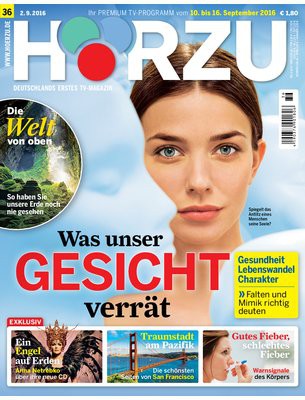 36
2.9.2016
Ihr PREMIUM TV-PROGRAMM vom 10. bis 16. September 2016 € 1,80
WWW.HOERZU.DE
HÖRZU
DEUTSCHLANDS ERSTES TV-MAGAZIN
Die
Welt
von oben
So haben Sie
unsere Erde noch
nie gesehen
Spiegelt das
Antlitz eines
Menschen
seine Seele?
Was unser
GESICHT
verrät
Gesundheit
Lebenswandel
Charakter
» Falten und
Mimik richtig
deuten
EXKLUSIV
Ein
Engel
auf Erden
Anna Netrebko
über ihre neue CD
Traumstadt
am Pazifik
Die schönsten
Seiten von San Francisco
Gutes Fieber,
schlechtes
Fieber
Warnsignale
des Körpers